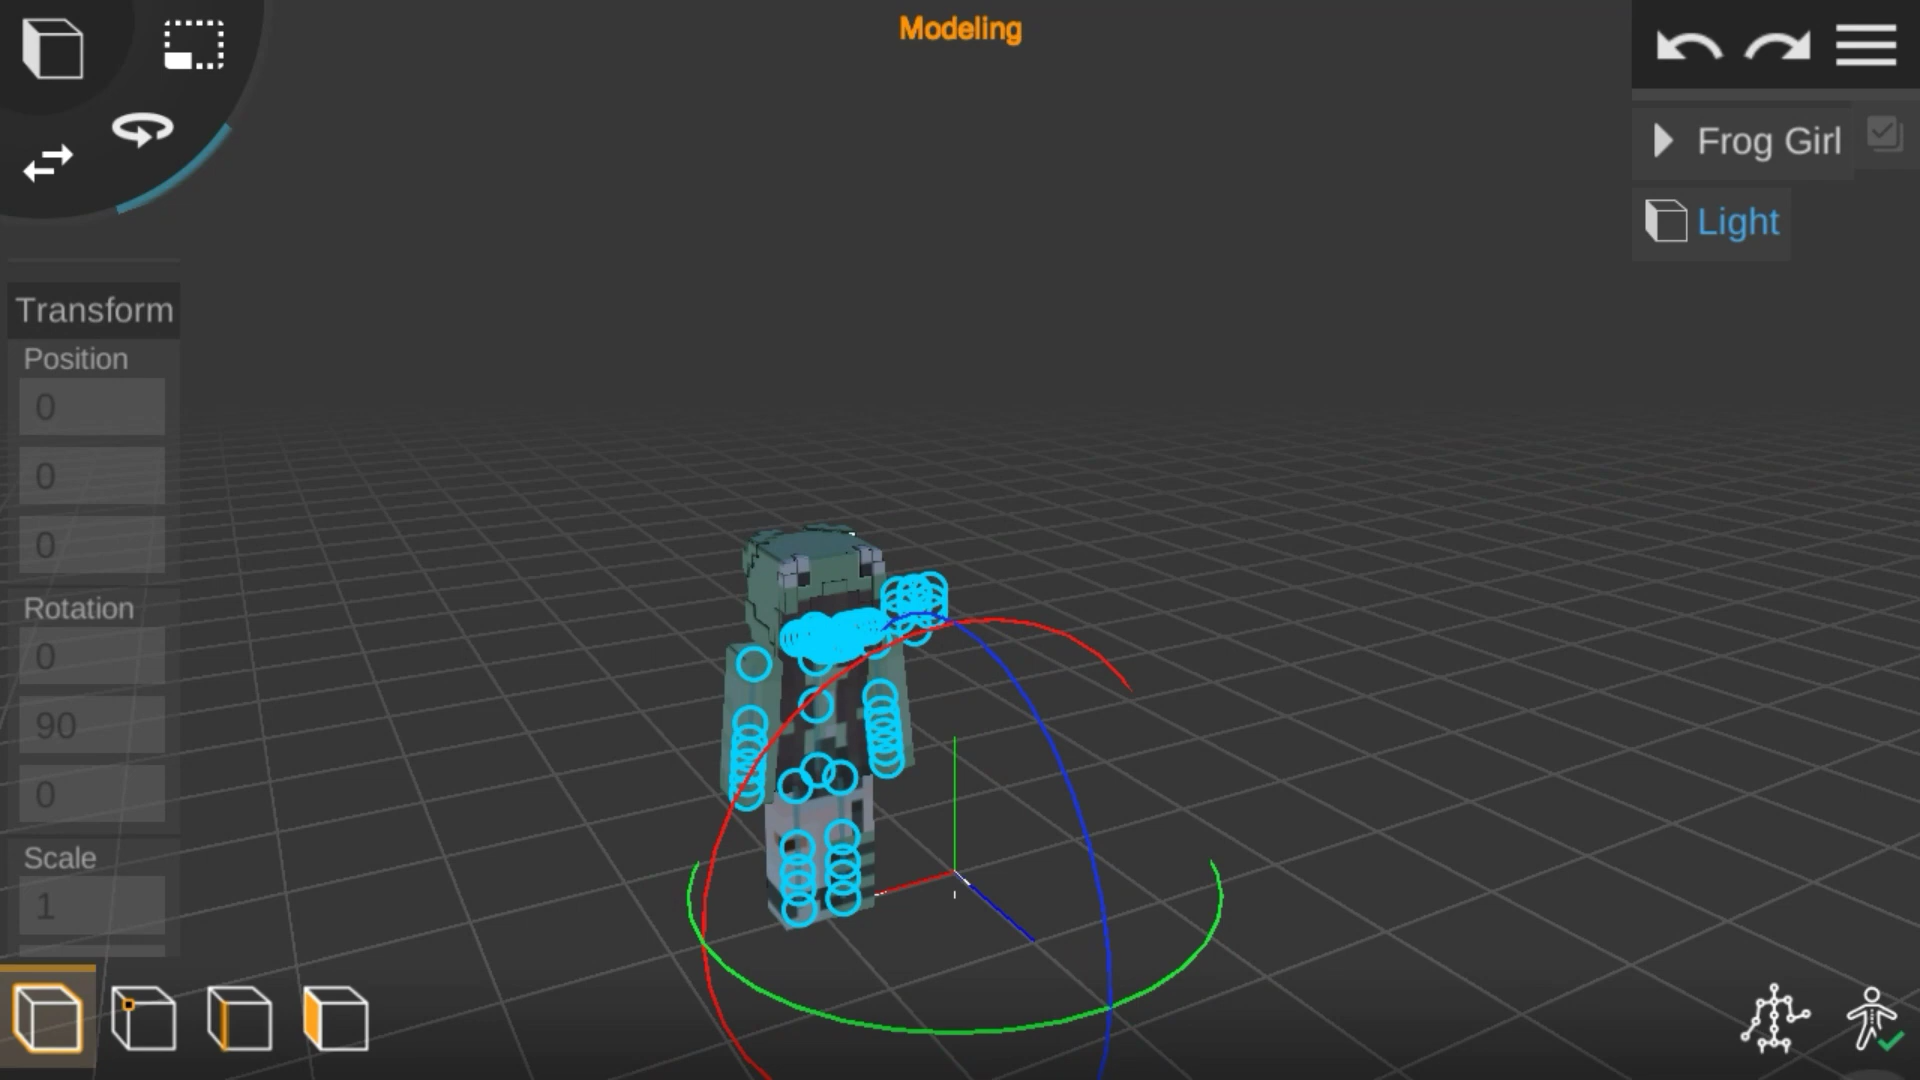 Modeling
Frog Girl
Light
Transform
Position
0
0
0
Rotation
0
90
0
Scale
1